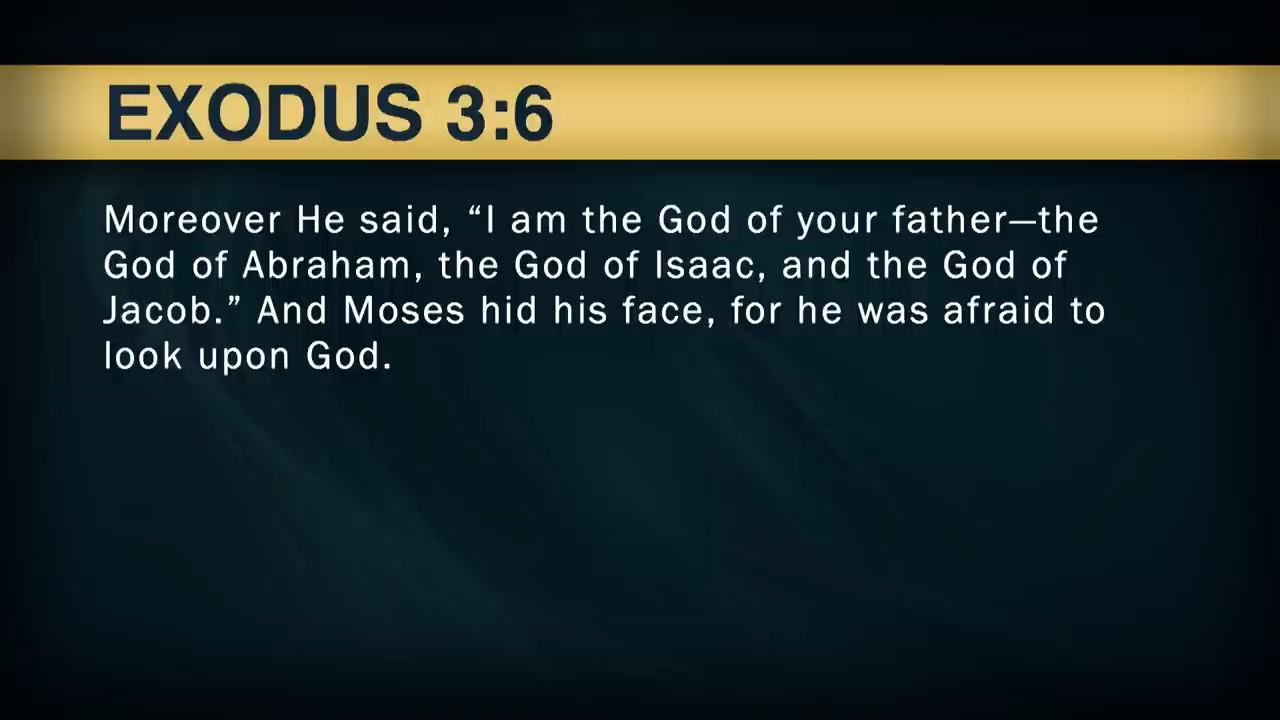 EXODUS 3:6
Moreover He said, “I am the God of your father—the
God of Abraham, the God of Isaac, and the God of
Jacob.” And Moses hid his face, for he was afraid to
look upon God.